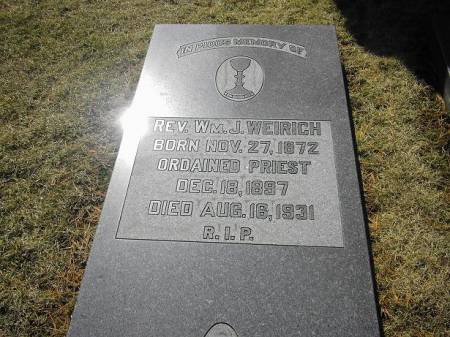 IN PIOUS MEMORY OF
REV. WM. J. WEIRICH
BORN NOV. 27, 1872
ORDAINED PRIEST
DEC. 18, 1897
DIED AUG. 16, 1931
R. I. P.